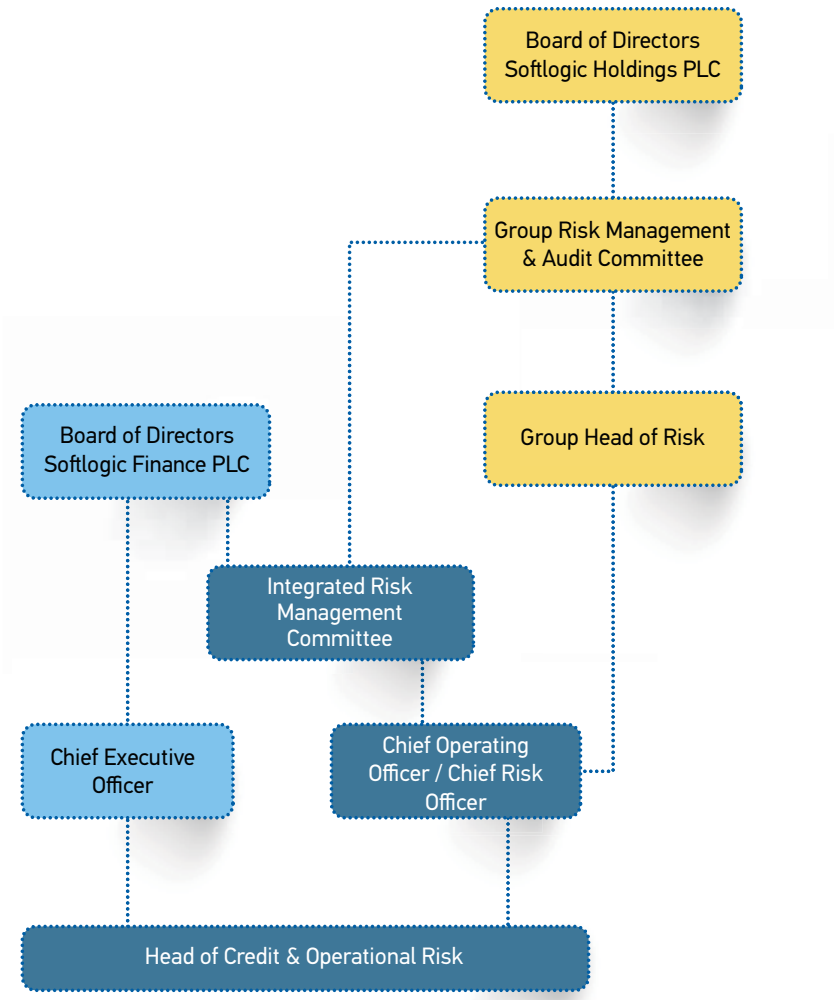 Board of Directors
Softlogic Holdings PLC
Group Risk Management
& Audit Committee
Board of Directors
Softlogic Finance PLC
Group Head of Risk
Integrated Risk
Management
Committee
Chief Executive
Officer
Chief Operating
Officer / Chief Risk
Officer
Head of Credit & Operational Risk